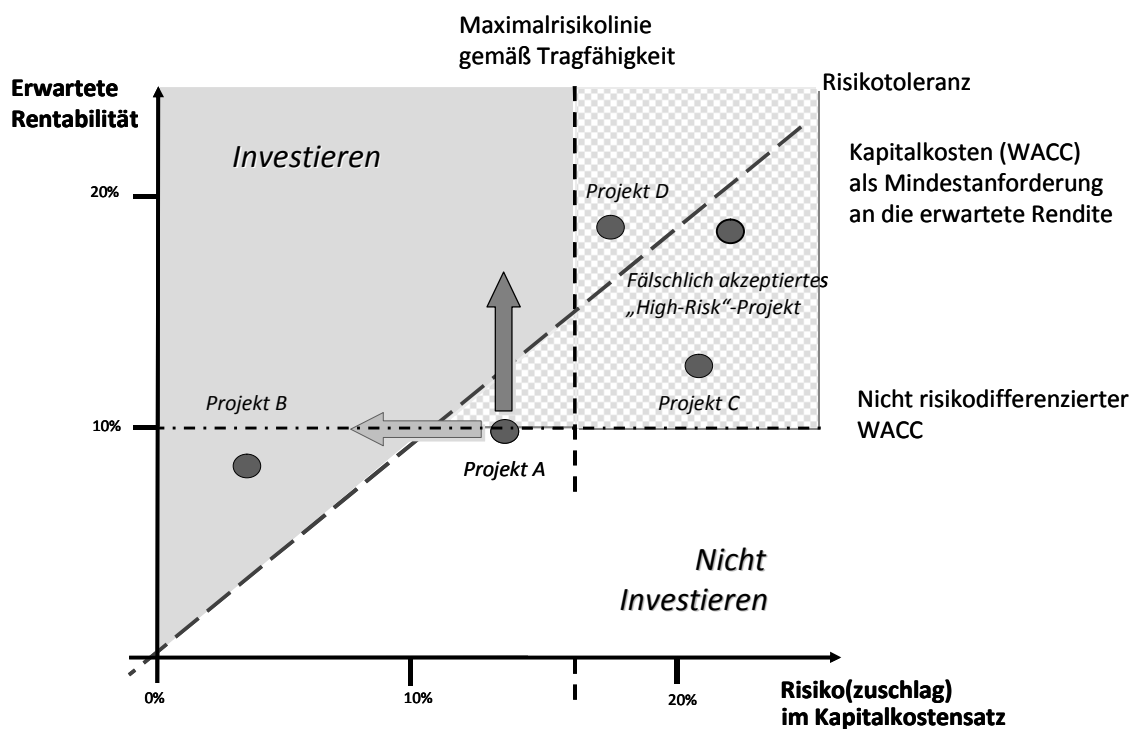 Maximalrisikolinie
gemäß Tragfähigkeit
Erwartete
Rentabilität
Risikotoleranz
Investieren
Kapitalkosten (WACC)
als Mindestanforderung
an die erwartete Rendite
20%
Projekt D
Fälschlich akzeptiertes
„High-Risk“-Projekt
Projekt B
Projekt C
Nicht risikodifferenzierter
WACC
10%
Projekt A
Nicht
Investieren
0%
10%
20%
Risiko(zuschlag)
im Kapitalkostensatz